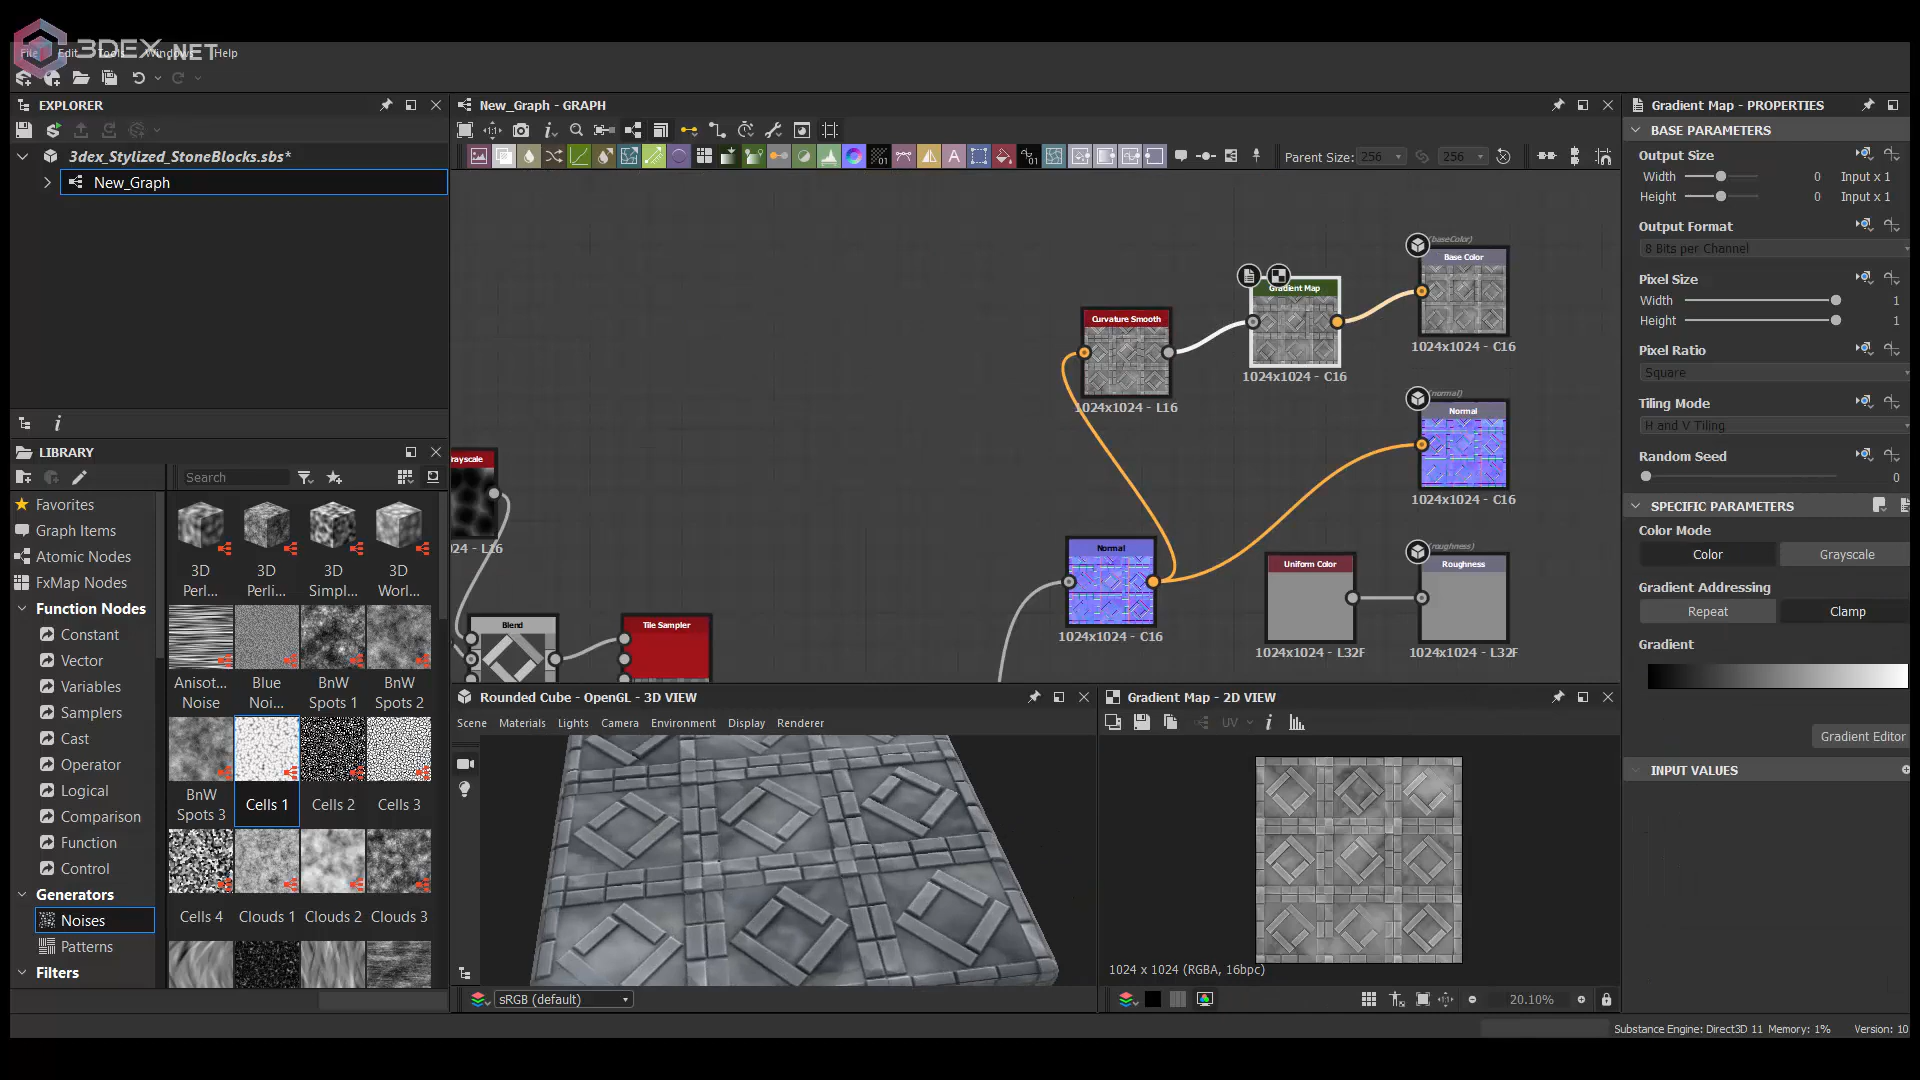 3DEX.NET
File Edit Tools Windows Help
EXPLORER
3dex_Stylized_StoneBlocks.sbs*
New_Graph
LIBRARY
Search
Favorites
Graph Items
Atomic Nodes
FxMap Nodes
Function Nodes
Constant
Vector
Variables
Samplers
Cast
Operator
Logical
Comparison
Function
Control
Generators
Noises
Patterns
Filters
3D Perl...
3D Perli...
3D Simpl...
3D Worl...
Anisot... Noise
Blue Noi...
BnW Spots 1
BnW Spots 2
BnW Spots 3
Cells 1
Cells 2
Cells 3
Cells 4
Clouds 1
Clouds 2
Clouds 3
New_Graph - GRAPH
Parent Size: 256 256
(baseColor)
Base Color
1024x1024 - C16
Gradient Map
1024x1024 - C16
Curvature Smooth
1024x1024 - L16
(normal)
Normal
1024x1024 - C16
rayscale
24 - L16
Normal
1024x1024 - C16
Uniform Color
1024x1024 - L32F
(roughness)
Roughness
1024x1024 - L32F
Blend
Tile Sampler
Rounded Cube - OpenGL - 3D VIEW
Scene Materials Lights Camera Environment Display Renderer
sRGB (default)
Gradient Map - 2D VIEW
UV
1024 x 1024 (RGBA, 16bpc)
20.10%
Gradient Map - PROPERTIES
BASE PARAMETERS
Output Size
Width 0 Input x 1
Height 0 Input x 1
Output Format
8 Bits per Channel
Pixel Size
Width 1
Height 1
Pixel Ratio
Square
Tiling Mode
H and V Tiling
Random Seed
0
SPECIFIC PARAMETERS
Color Mode
Color Grayscale
Gradient Addressing
Repeat Clamp
Gradient
Gradient Editor
INPUT VALUES
Substance Engine: Direct3D 11 Memory: 1% Version: 10